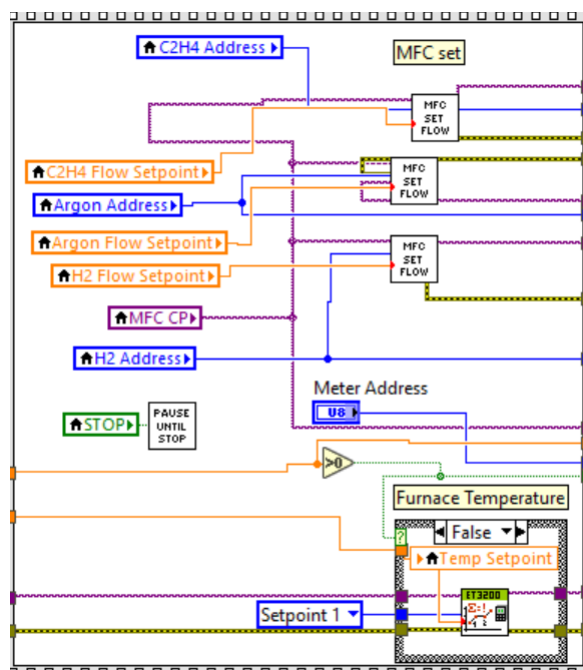 C2H4 Address
MFC set
MFC
SET
FLOW
C2H4 Flow Setpoint
MFC
SET
FLOW
Argon Address
Argon Flow Setpoint
MFC
SET
FLOW
H2 Flow Setpoint
MFC CP
H2 Address
Meter Address
U8
STOP
PAUSE
UNTIL
STOP
>0
Furnace Temperature
?
False
Temp Setpoint
ET3200
Σ:!
Setpoint 1